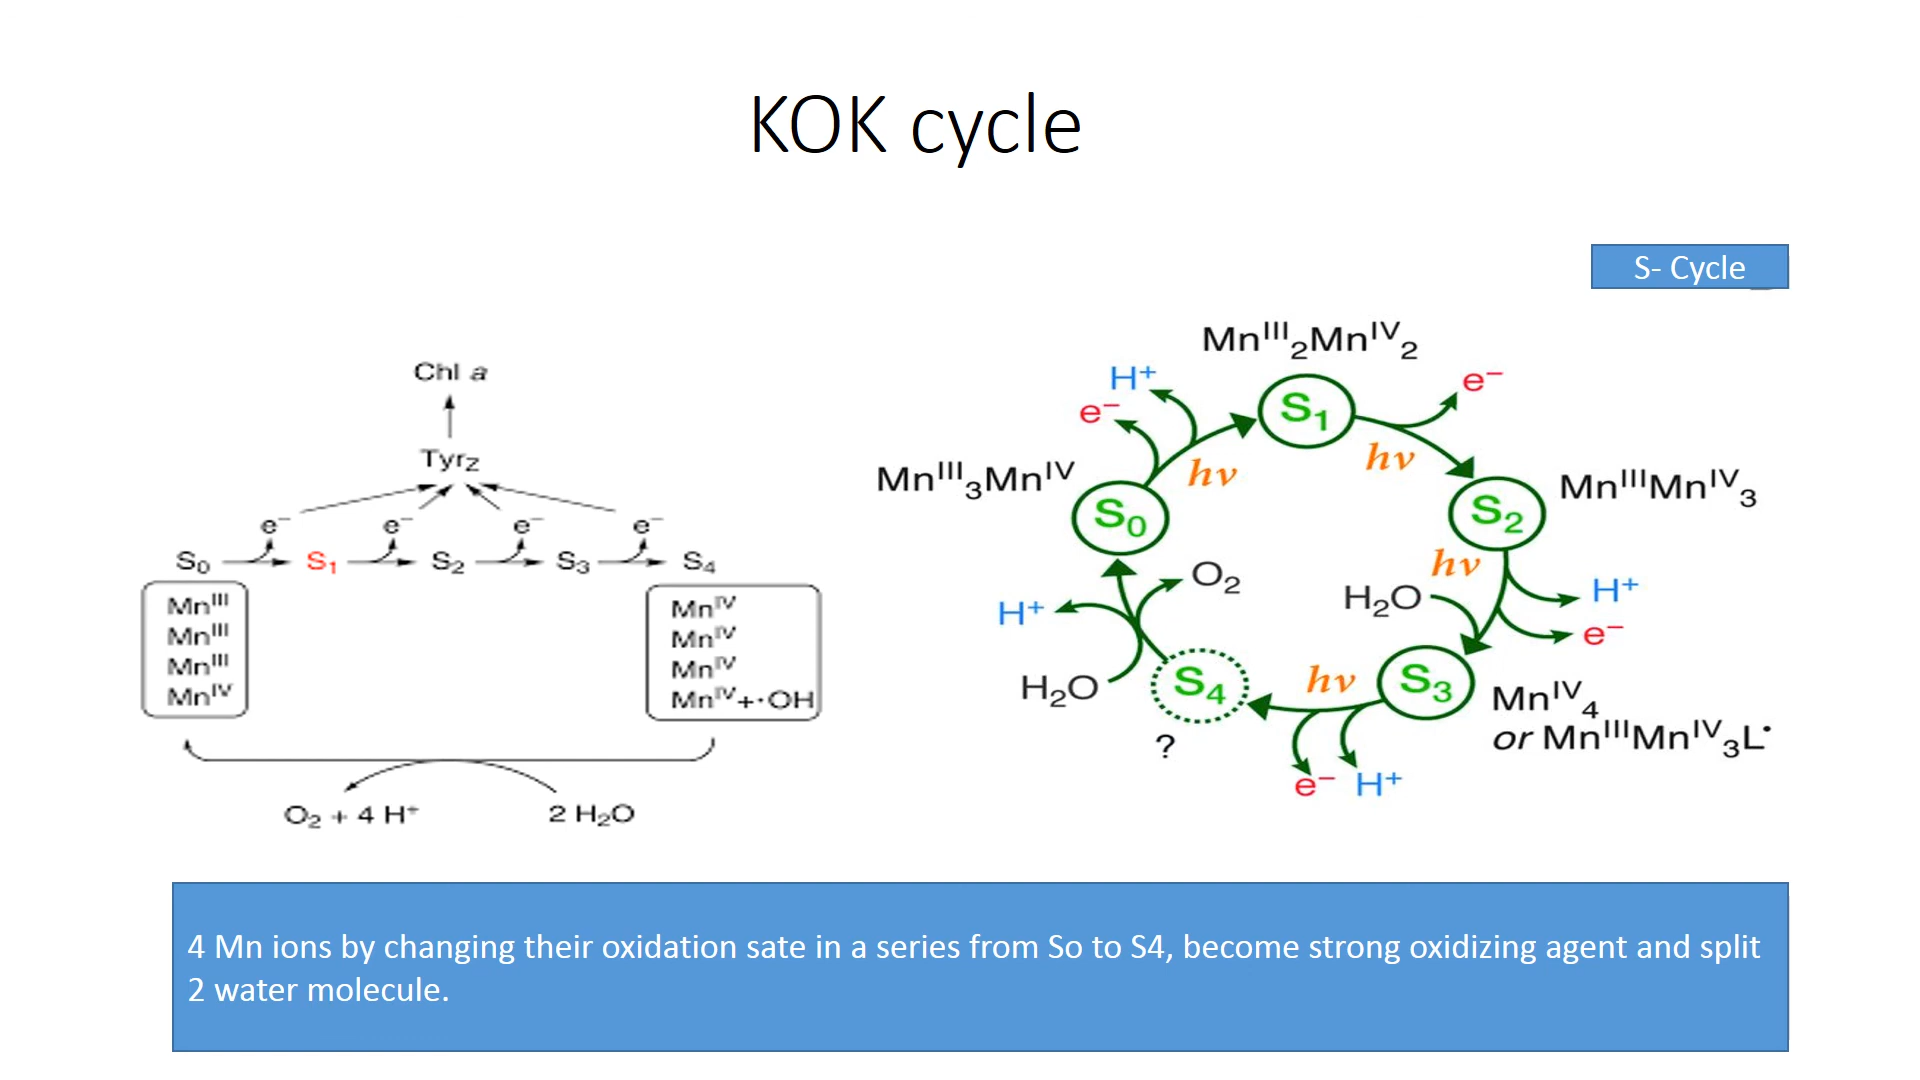 KOK cycle
S- Cycle
Chl a
Tyrz
e⁻ e⁻ e⁻ e⁻
S₀ S₁ S₂ S₃ S₄
Mnᴵᴵᴵ
Mnᴵᴵᴵ
Mnᴵᴵᴵ
Mnᴵⱽ
Mnᴵⱽ
Mnᴵⱽ
Mnᴵⱽ
Mnᴵⱽ+·OH
O₂ + 4 H⁺
2 H₂O
Mnᴵᴵᴵ₂Mnᴵⱽ₂
H⁺
e⁻
S₁
e⁻
hν
hν
Mnᴵᴵᴵ₃Mnᴵⱽ
S₀
S₂
MnᴵᴵᴵMnᴵⱽ₃
hν
O₂
H₂O
H⁺
e⁻
H⁺
H₂O
S₄
hν
S₃
Mnᴵⱽ₄
or MnᴵᴵᴵMnᴵⱽ₃L•
?
e⁻ H⁺
4 Mn ions by changing their oxidation sate in a series from So to S4, become strong oxidizing agent and split
2 water molecule.